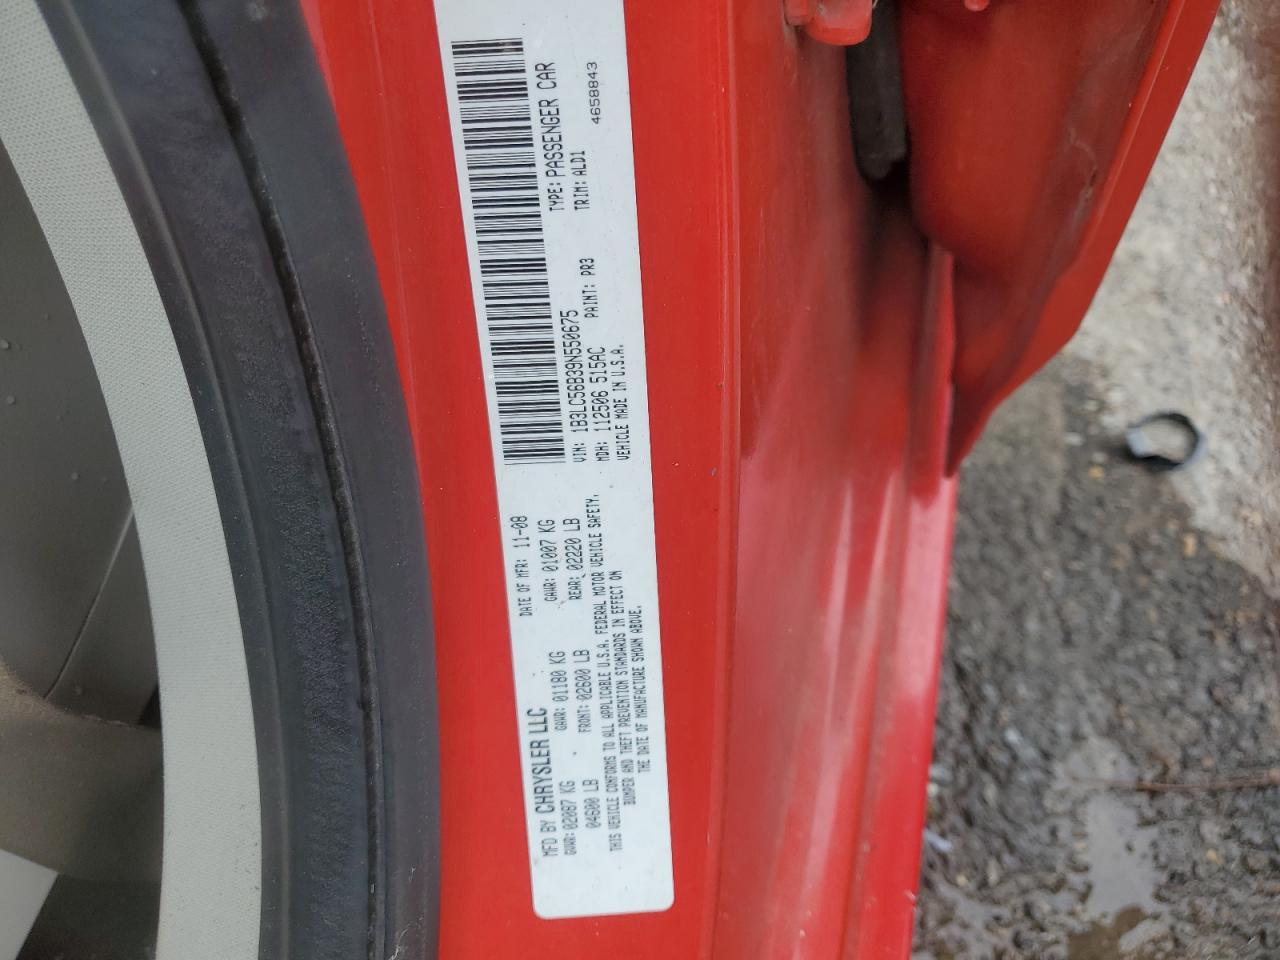 MFD BY CHRYSLER LLC DATE OF MFR: 11-08
GVWR: 02087 KG GAWR: 01180 KG GAWR: 01007 KG
04600 LB FRONT: 02600 LB REAR: 02220 LB
THIS VEHICLE CONFORMS TO ALL APPLICABLE U.S.A. FEDERAL MOTOR VEHICLE SAFETY,
BUMPER AND THEFT PREVENTION STANDARDS IN EFFECT ON
THE DATE OF MANUFACTURE SHOWN ABOVE.
VIN: 1B3LC56B39N550675 TYPE: PASSENGER CAR
MDH: 112506 515AC PAINT: PR3 TRIM: ALD1
VEHICLE MADE IN U.S.A. 4658843